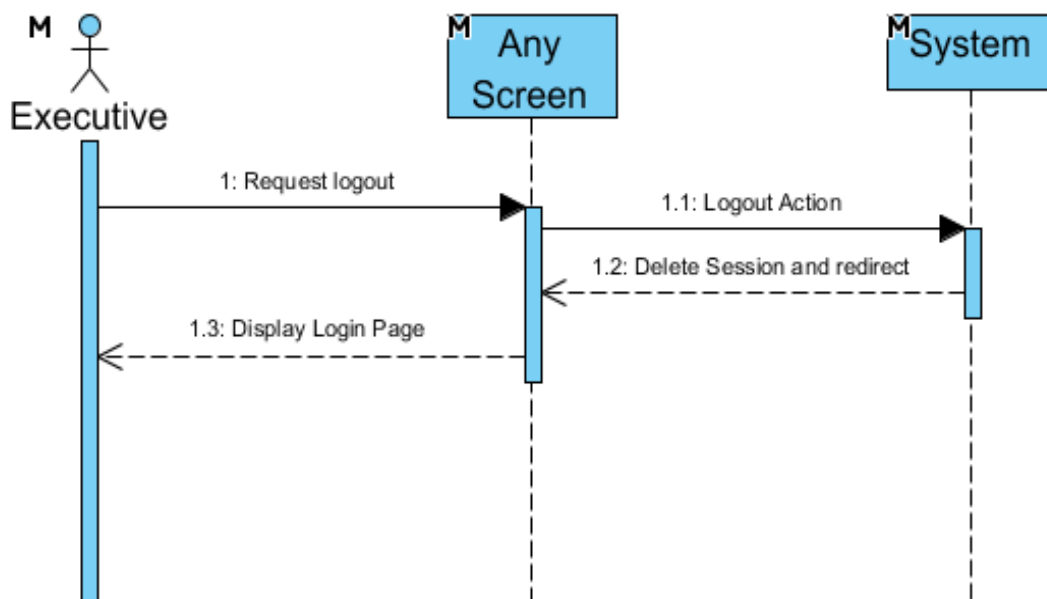 M
Executive
M
Any
Screen
M
System
1: Request logout
1.1: Logout Action
1.2: Delete Session and redirect
1.3: Display Login Page